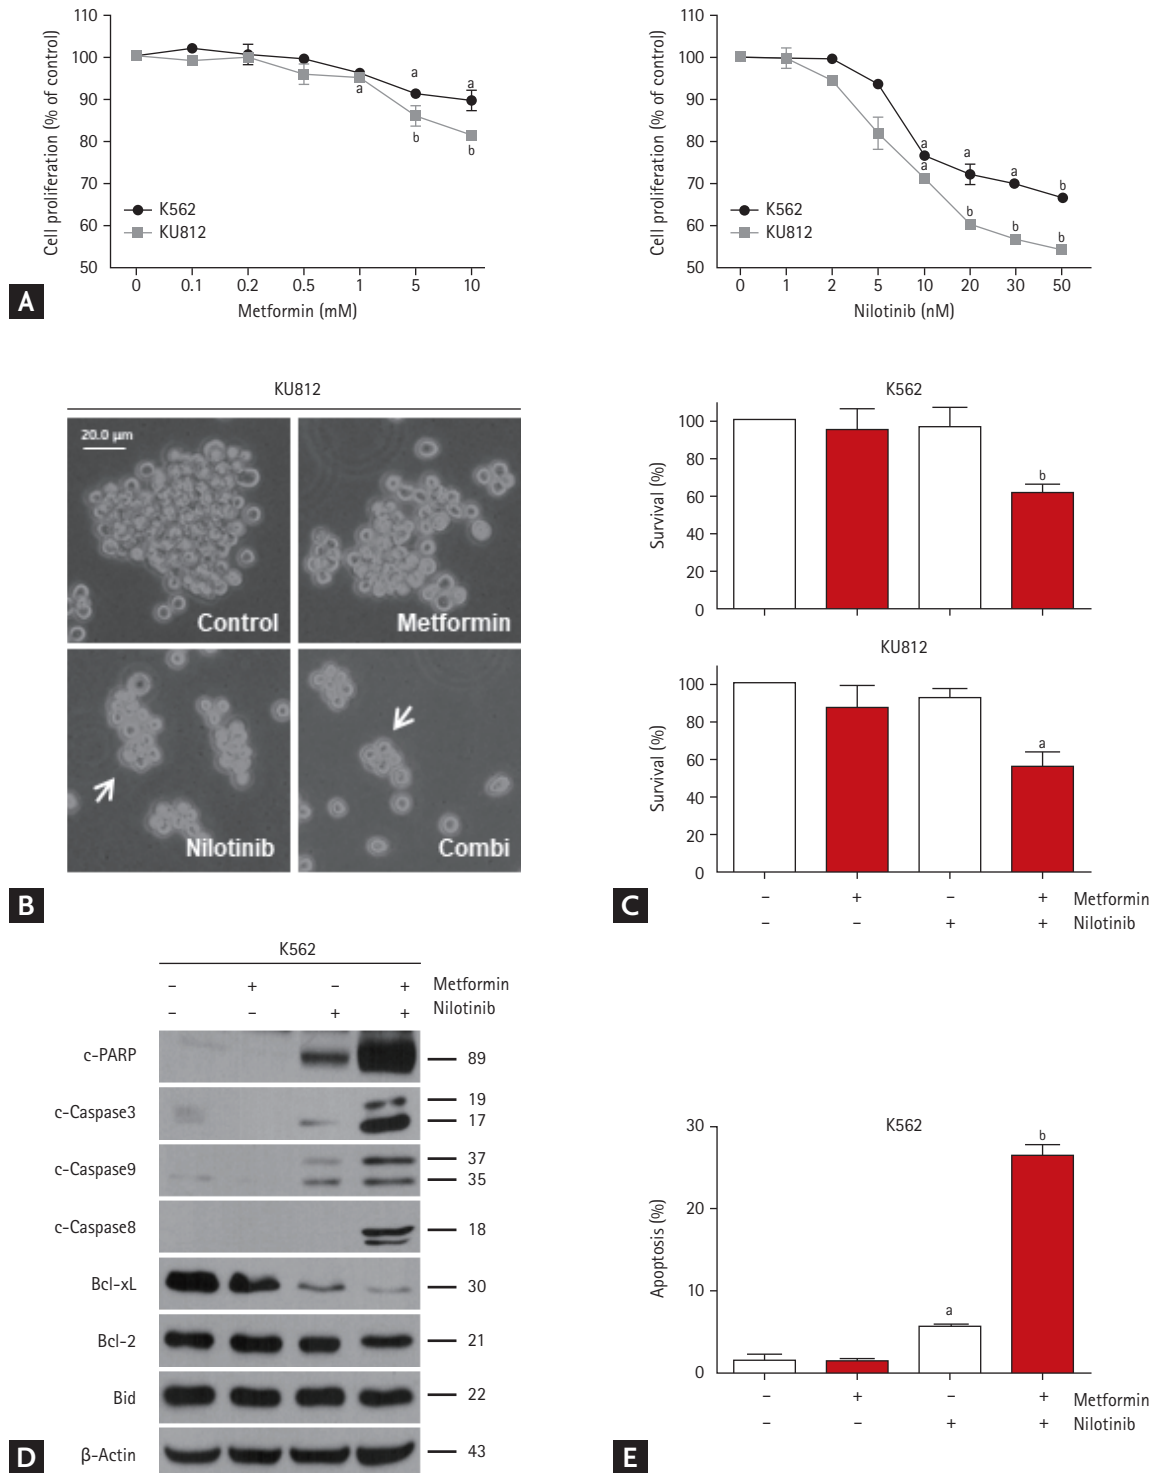 110
100
90
80
70
60
50
Cell proliferation (% of control)
a
a
a
b
b
K562
KU812
0 0.1 0.2 0.5 1 5 10
Metformin (mM)
A
110
100
90
80
70
60
50
Cell proliferation (% of control)
a
a
a
a
b
b
b
b
K562
KU812
0 1 2 5 10 20 30 50
Nilotinib (nM)
KU812
20.0 µm
Control
Metformin
Nilotinib
Combi
B
K562
100
80
60
40
20
0
Survival (%)
b
KU812
100
80
60
40
20
0
Survival (%)
a
– + – + Metformin
– – + + Nilotinib
C
K562
– + – + Metformin
– – + + Nilotinib
c-PARP 89
c-Caspase3 19
17
c-Caspase9 37
35
c-Caspase8 18
Bcl-xL 30
Bcl-2 21
Bid 22
β-Actin 43
D
K562
30
20
10
0
Apoptosis (%)
a
b
– + – + Metformin
– – + + Nilotinib
E